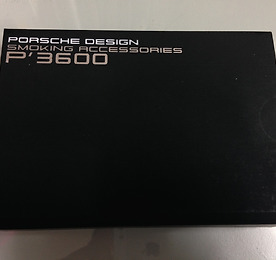 PORSCHE DESIGN
SMOKING ACCESSORIES
P'3600